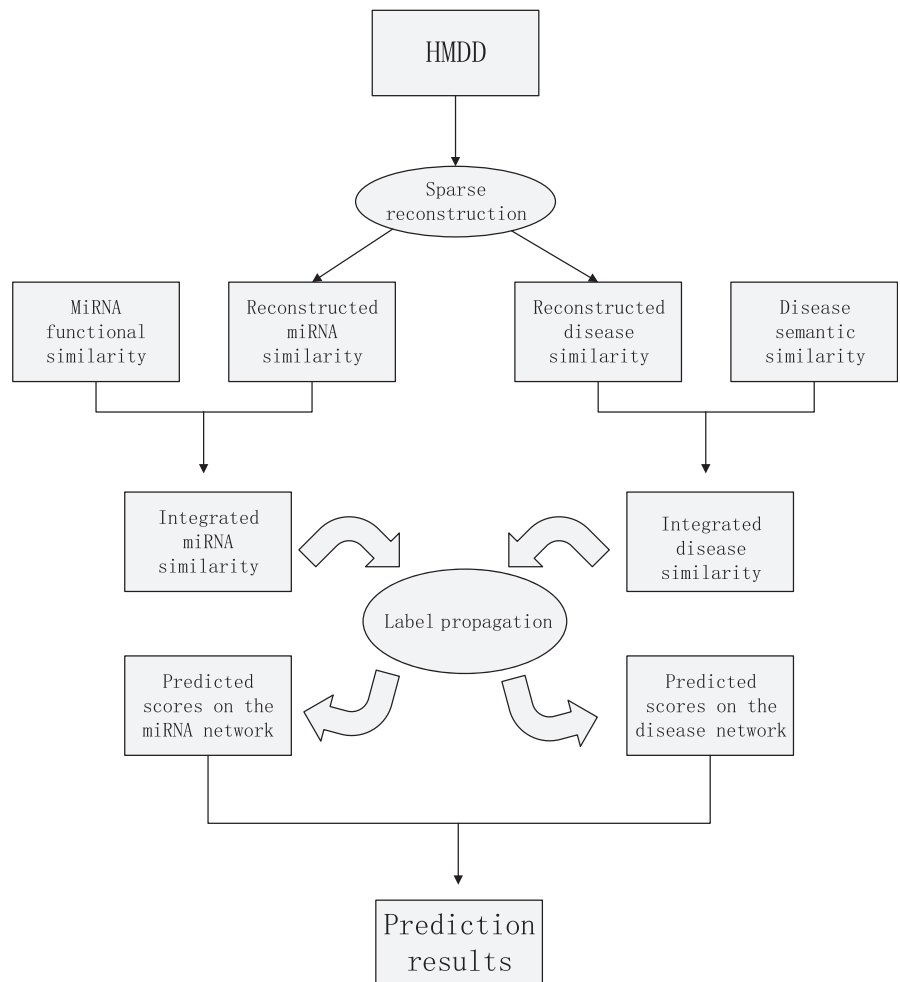 HMDD
Sparse
reconstruction
MiRNA
functional
similarity
Reconstructed
miRNA
similarity
Reconstructed
disease
similarity
Disease
semantic
similarity
Integrated
miRNA
similarity
Integrated
disease
similarity
Label propagation
Predicted
scores on the
miRNA network
Predicted
scores on the
disease network
Prediction
results